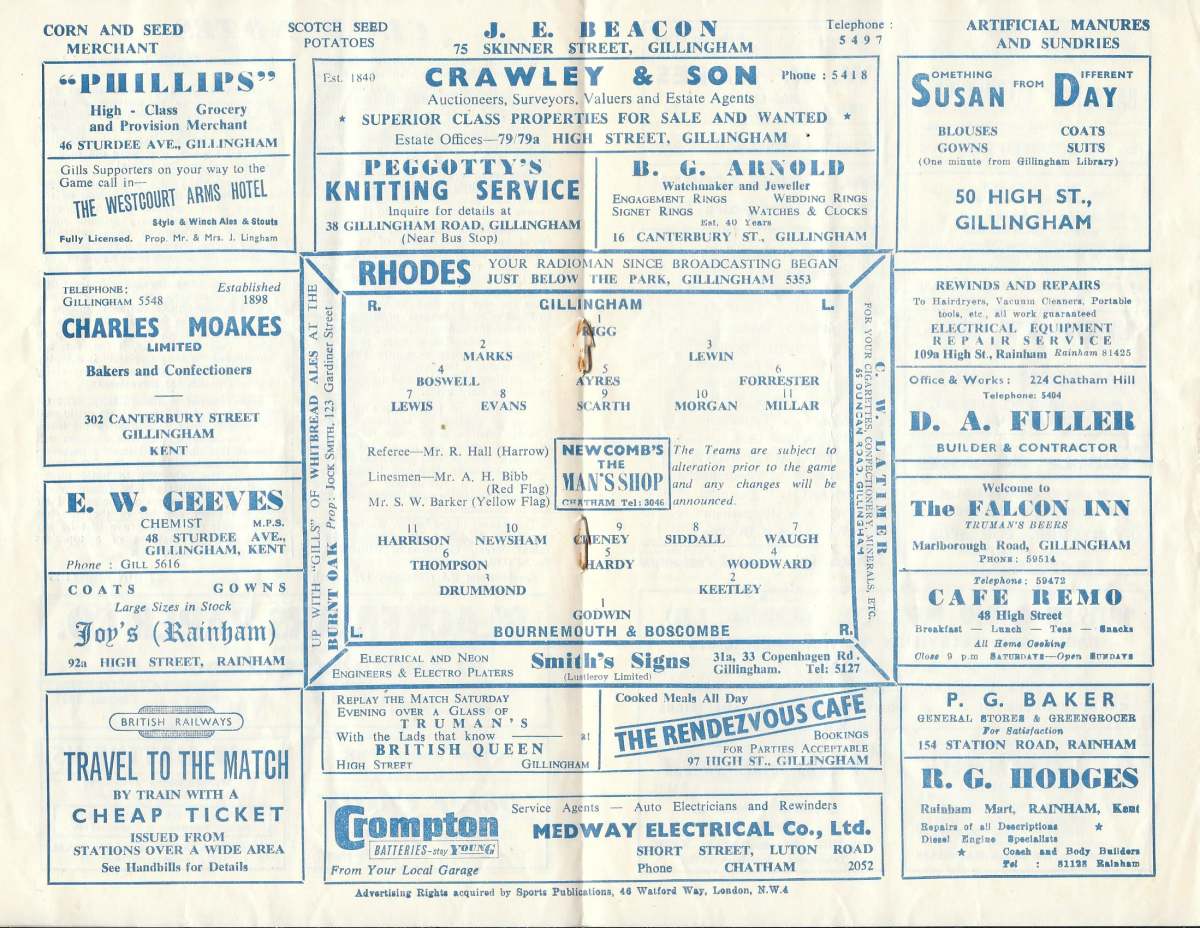 CORN AND SEED
MERCHANT
SCOTCH SEED
POTATOES
J. E. BEACON
75 SKINNER STREET, GILLINGHAM
Telephone :
5497
ARTIFICIAL MANURES
AND SUNDRIES
"PHILLIPS"
High - Class Grocery
and Provision Merchant
46 STURDEE AVE., GILLINGHAM
Gills Supporters on your way to the
Game call in—
THE WESTCOURT ARMS HOTEL
Style & Winch Ales & Stouts
Fully Licensed. Prop. Mr. & Mrs. J. Lingham
Est. 1840
CRAWLEY & SON
Phone : 5418
Auctioneers, Surveyors, Valuers and Estate Agents
★ SUPERIOR CLASS PROPERTIES FOR SALE AND WANTED ★
Estate Offices—79/79a HIGH STREET, GILLINGHAM
PEGGOTTY'S
KNITTING SERVICE
Inquire for details at
38 GILLINGHAM ROAD, GILLINGHAM
(Near Bus Stop)
B. G. ARNOLD
Watchmaker and Jeweller
ENGAGEMENT RINGS WEDDING RINGS
SIGNET RINGS WATCHES & CLOCKS
Est. 40 Years
16 CANTERBURY ST., GILLINGHAM
SOMETHING FROM DIFFERENT
SUSAN DAY
BLOUSES COATS
GOWNS SUITS
(One minute from Gillingham Library)
50 HIGH ST.,
GILLINGHAM
TELEPHONE:
GILLINGHAM 5548
Established
1898
CHARLES MOAKES
LIMITED
Bakers and Confectioners
302 CANTERBURY STREET
GILLINGHAM
KENT
E. W. GEEVES
CHEMIST M.P.S.
48 STURDEE AVE.,
GILLINGHAM, KENT
Phone : GILL 5616
COATS GOWNS
Large Sizes in Stock
Joy's (Rainham)
92a HIGH STREET, RAINHAM
RHODES YOUR RADIOMAN SINCE BROADCASTING BEGAN
JUST BELOW THE PARK, GILLINGHAM 5353
UP WITH "GILLS" OF WHITBREAD ALES AT THE
BURNT OAK Prop: Jock Smith, 123 Gardiner Street
R. GILLINGHAM L.
1
RIGG
2 3
MARKS LEWIN
4 5 6
BOSWELL AYRES FORRESTER
7 8 9 10 11
LEWIS EVANS SCARTH MORGAN MILLAR
Referee—Mr. R. Hall (Harrow)
Linesmen—Mr. A. H. Bibb
(Red Flag)
Mr. S. W. Barker (Yellow Flag)
NEWCOMB'S
THE
MAN'S SHOP
CHATHAM Tel: 3046
The Teams are subject to
alteration prior to the game
and any changes will be
announced.
11 10 9 8 7
HARRISON NEWSHAM CHENEY SIDDALL WAUGH
6 5 4
THOMPSON HARDY WOODWARD
3 2
DRUMMOND KEETLEY
1
GODWIN
L. BOURNEMOUTH & BOSCOMBE R.
C. W. LATIMER
FOR YOUR CIGARETTES, CONFECTIONERY, MINERALS, ETC.
65 DUNCAN ROAD, GILLINGHAM
ELECTRICAL AND NEON
ENGINEERS & ELECTRO PLATERS
Smith's Signs
(Lustleroy Limited)
31a, 33 Copenhagen Rd.
Gillingham. Tel: 5127
REWINDS AND REPAIRS
To Hairdryers, Vacuum Cleaners, Portable
tools, etc, all work guaranteed
ELECTRICAL EQUIPMENT
REPAIR SERVICE
109a High St., Rainham Rainham 81425
Office & Works : 224 Chatham Hill
Telephone: 5404
D. A. FULLER
BUILDER & CONTRACTOR
Welcome to
The FALCON INN
TRUMAN'S BEERS
Marlborough Road, GILLINGHAM
PHONE: 59514
Telephone: 59472
CAFE REMO
48 High Street
Breakfast — Lunch — Teas — Snacks
All Home Cooking
Close 9 p.m SATURDAYS—Open SUNDAYS
BRITISH RAILWAYS
TRAVEL TO THE MATCH
BY TRAIN WITH A
CHEAP TICKET
ISSUED FROM
STATIONS OVER A WIDE AREA
See Handbills for Details
REPLAY THE MATCH SATURDAY
EVENING OVER A GLASS OF
TRUMAN'S
With the Lads that know ——— at
BRITISH QUEEN
HIGH STREET GILLINGHAM
Cooked Meals All Day
THE RENDEZVOUS CAFE
BOOKINGS
FOR PARTIES ACCEPTABLE
97 HIGH ST., GILLINGHAM
Crompton
BATTERIES-stay YOUNG
From Your Local Garage
Service Agents — Auto Electricians and Rewinders
MEDWAY ELECTRICAL Co., Ltd.
SHORT STREET, LUTON ROAD
Phone CHATHAM 2052
P. G. BAKER
GENERAL STORES & GREENGROCER
For Satisfaction
154 STATION ROAD, RAINHAM
R. G. HODGES
Rainham Mart, RAINHAM, Kent
Repairs of all Descriptions ★
Diesel Engine Specialists
★ Coach and Body Builders
Tel : 81128 Rainham
Advertising Rights acquired by Sports Publications, 46 Watford Way, London, N.W.4